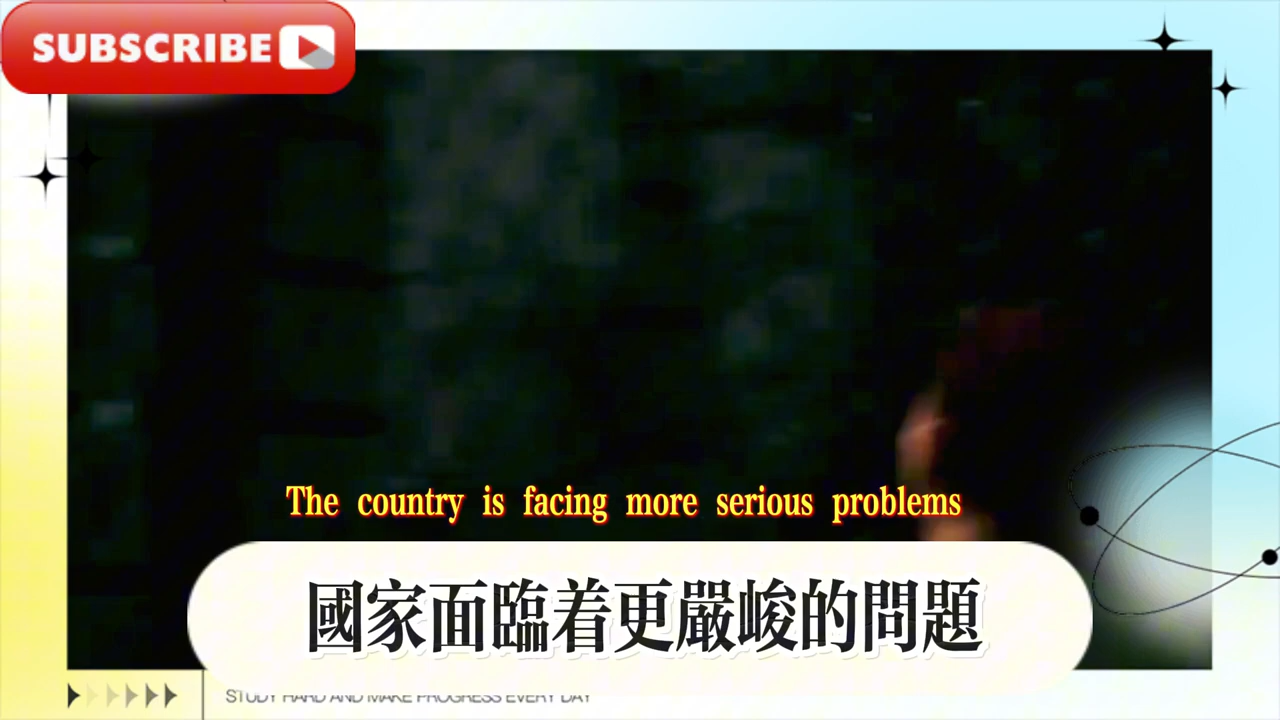 SUBSCRIBE
The country is facing more serious problems
國家面臨着更嚴峻的問題
STUDY HARD AND MAKE PROGRESS EVERY DAY